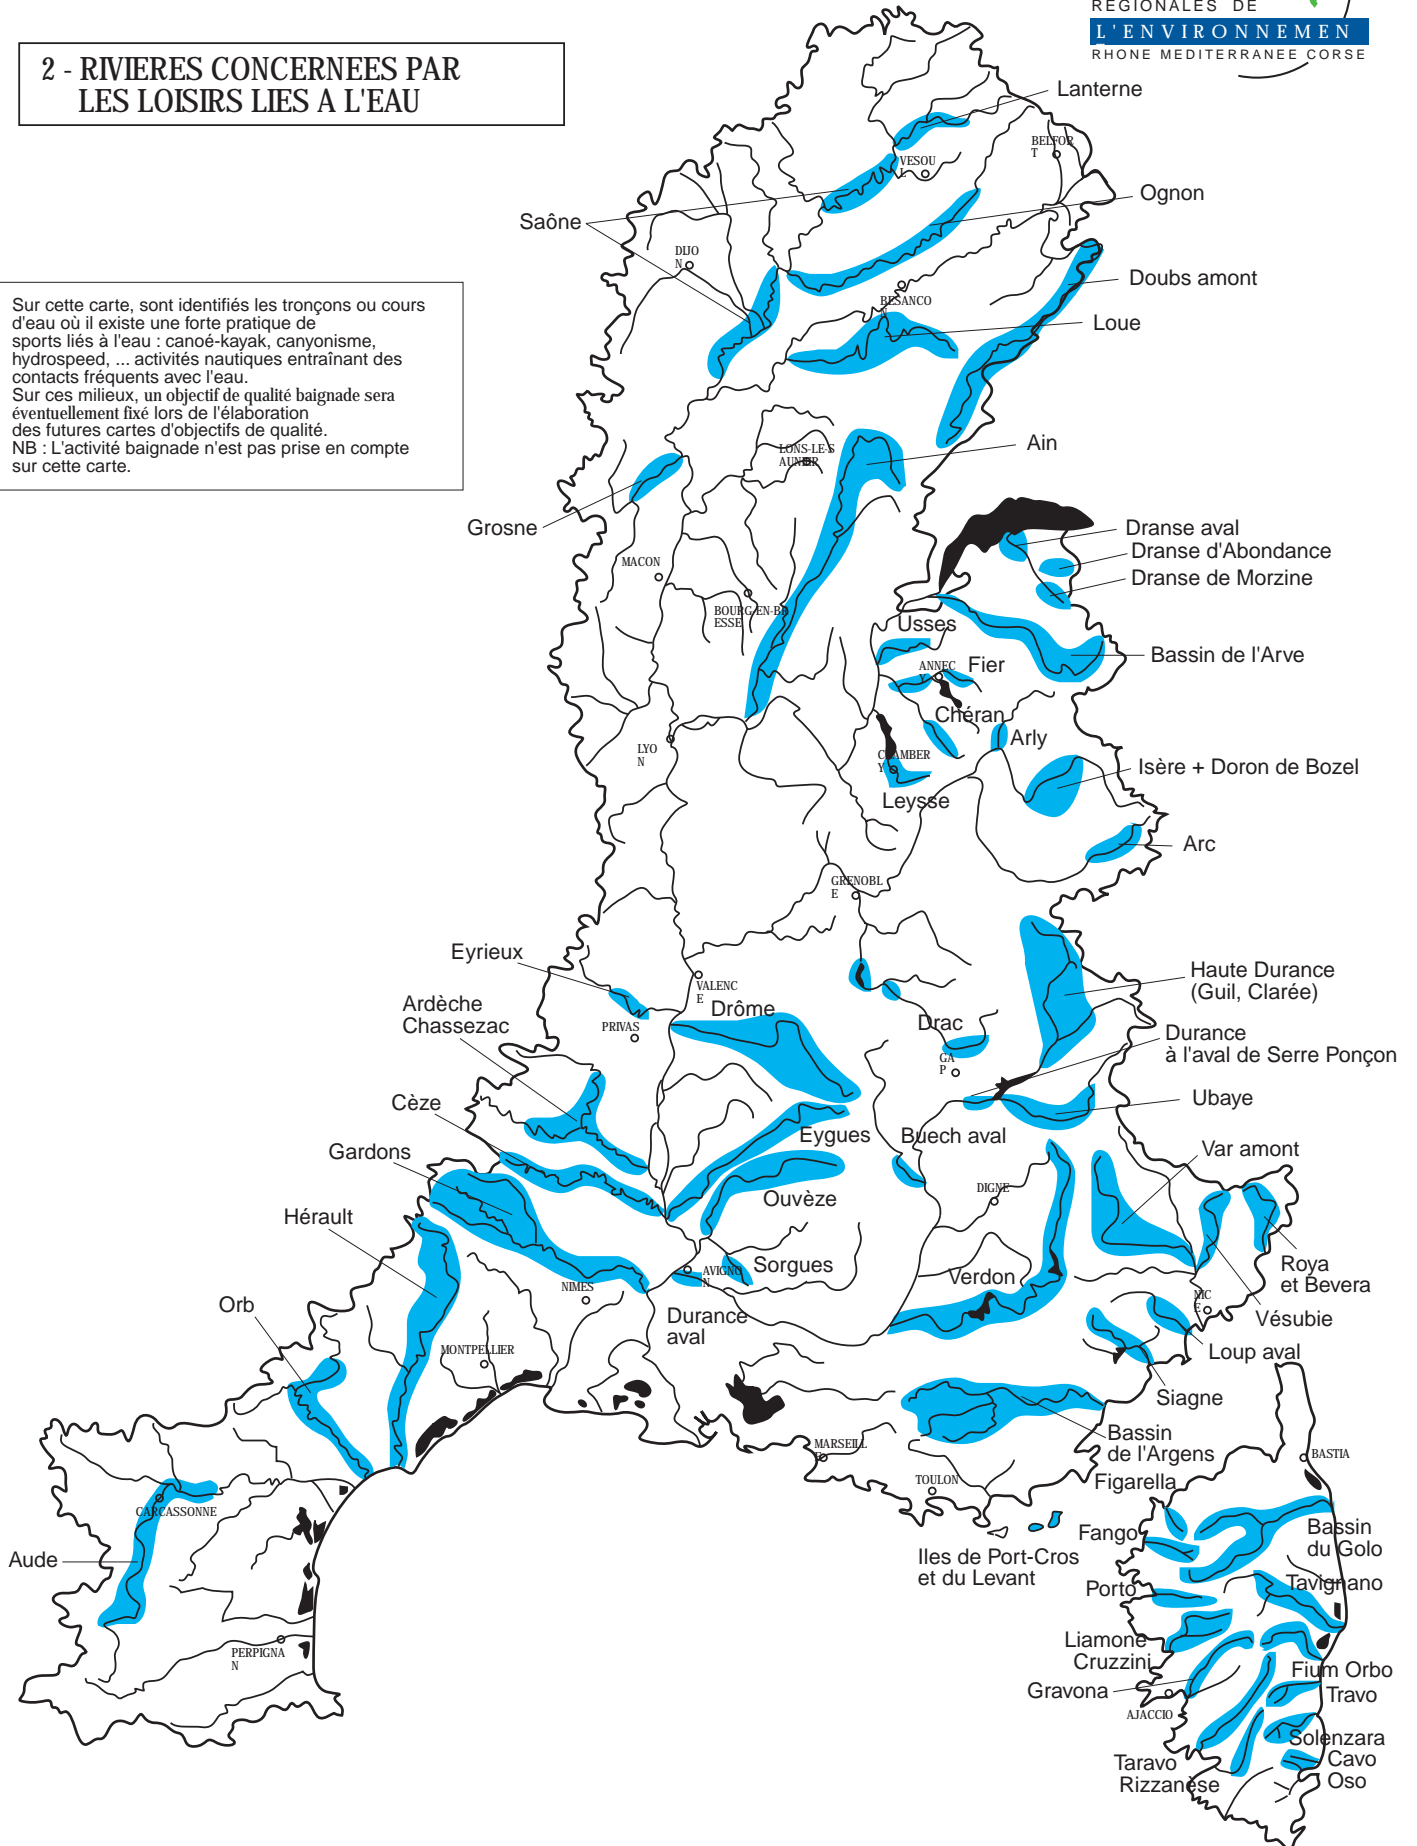 REGIONALES DE
L'ENVIRONNEMEN
RHONE MEDITERRANEE CORSE
2 - RIVIERES CONCERNEES PAR
LES LOISIRS LIES A L'EAU
Sur cette carte, sont identifiés les tronçons ou cours
d'eau où il existe une forte pratique de
sports liés à l'eau : canoé-kayak, canyonisme,
hydrospeed, ... activités nautiques entraînant des
contacts fréquents avec l'eau.
Sur ces milieux, un objectif de qualité baignade sera
éventuellement fixé lors de l'élaboration
des futures cartes d'objectifs de qualité.
NB : L'activité baignade n'est pas prise en compte
sur cette carte.
Lanterne
BELFOR
T
VESOU
L
Ognon
Saône
DIJO
N
Doubs amont
BESANCO
N
Loue
Ain
LONS-LE-S
AUNIER
Grosne
Dranse aval
Dranse d'Abondance
MACON
Dranse de Morzine
BOURG-EN-BR
ESSE
Usses
Bassin de l'Arve
ANNEC
Y
Fier
Chéran
Arly
LYO
N
CHAMBER
Y
Isère + Doron de Bozel
Leysse
Arc
GRENOBL
E
Eyrieux
Haute Durance
(Guil, Clarée)
VALENC
E
Ardèche
Chassezac
Drôme
PRIVAS
Drac
Durance
à l'aval de Serre Ponçon
GA
P
Cèze
Ubaye
Gardons
Eygues
Buech aval
Var amont
Ouvèze
DIGNE
Hérault
Sorgues
AVIGNO
N
Verdon
Roya
et Bevera
NIMES
NIC
E
Orb
Durance
aval
Vésubie
MONTPELLIER
Loup aval
Siagne
Bassin
de l'Argens
MARSEILL
E
BASTIA
TOULON
Figarella
CARCASSONNE
Fango
Bassin
du Golo
Aude
Iles de Port-Cros
et du Levant
Porto
Tavignano
Liamone
Cruzzini
PERPIGNA
N
Fium Orbo
Gravona
Travo
AJACCIO
Solenzara
Cavo
Oso
Taravo
Rizzanèse